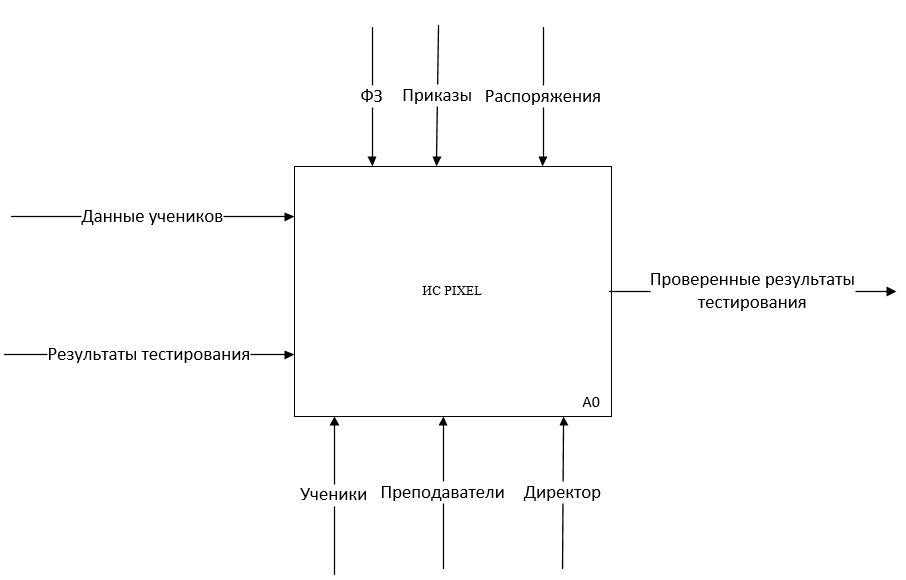 ФЗ Приказы Распоряжения
Данные учеников
ИС PIXEL
Проверенные результаты
тестирования
Результаты тестирования
А0
Ученики Преподаватели Директор